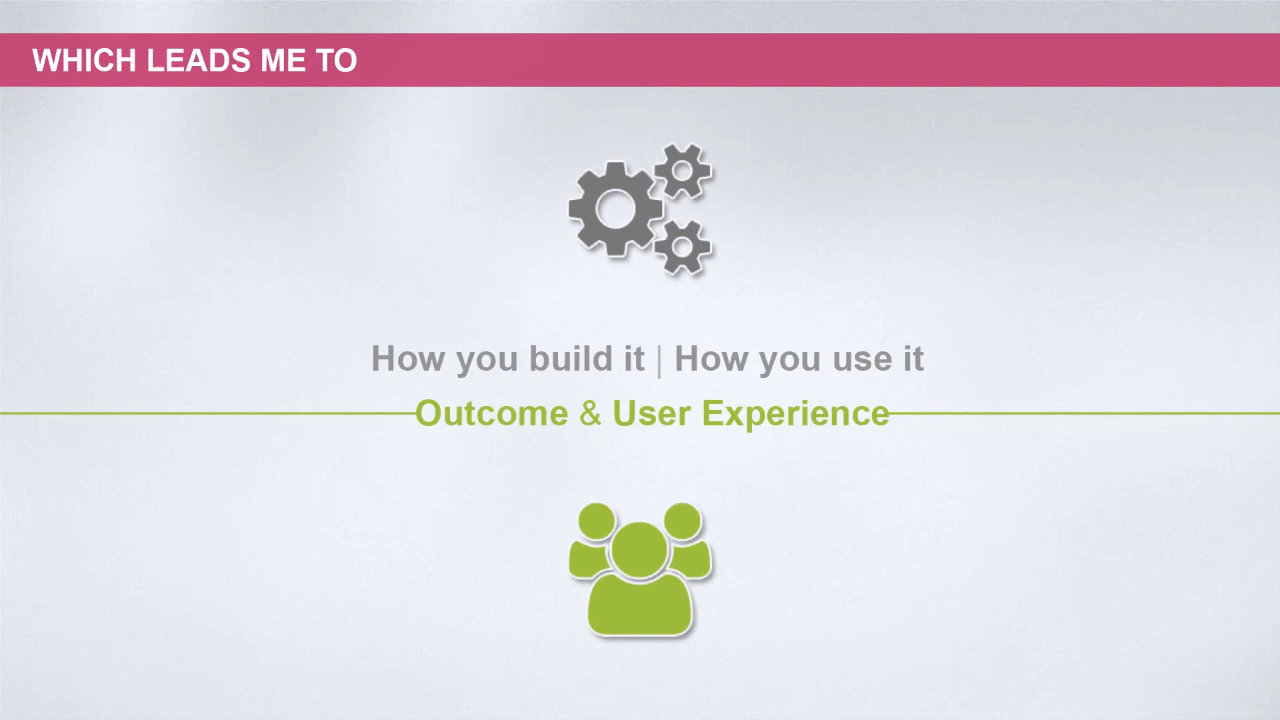 WHICH LEADS ME TO
How you build it | How you use it
Outcome & User Experience